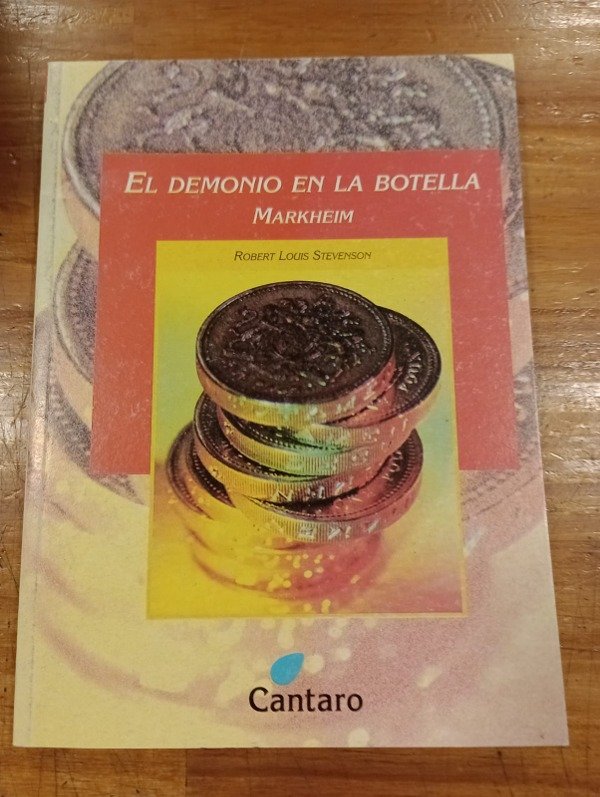 EL DEMONIO EN LA BOTELLA
MARKHEIM
ROBERT LOUIS STEVENSON
Cantaro